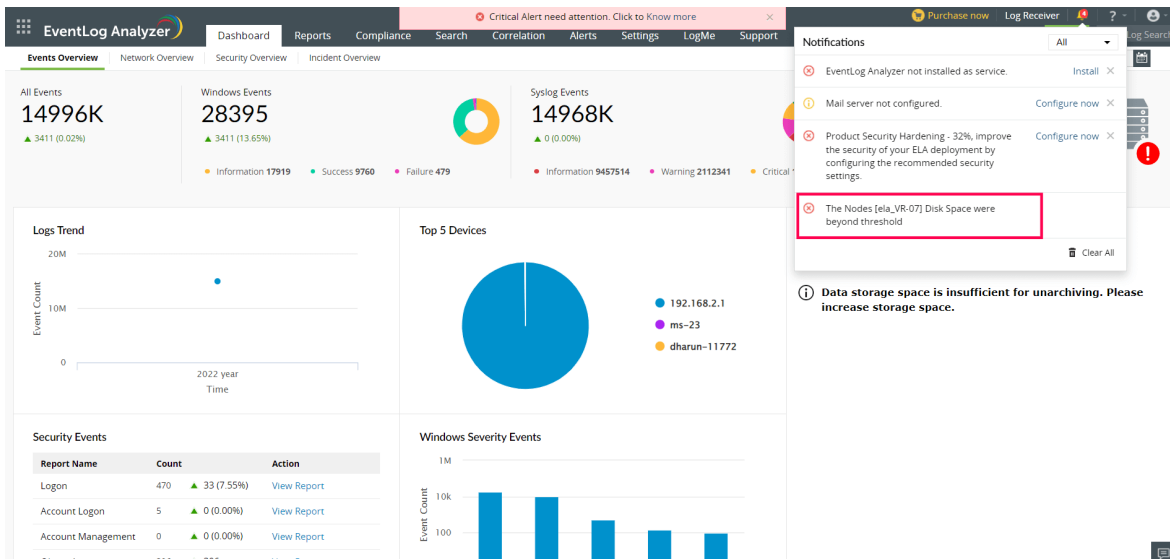 Critical Alert need attention. Click to Know more
Purchase now
Log Receiver
4
?
EventLog Analyzer
Dashboard
Reports
Compliance
Search
Correlation
Alerts
Settings
LogMe
Support
Log Search
Events Overview
Network Overview
Security Overview
Incident Overview
Notifications
All
EventLog Analyzer not installed as service.
Install
Mail server not configured.
Configure now
Product Security Hardening - 32%, improve
the security of your ELA deployment by
configuring the recommended security
settings.
Configure now
The Nodes [ela_VR-07] Disk Space were
beyond threshold
Clear All
All Events
14996K
3411 (0.02%)
Windows Events
28395
3411 (13.65%)
Information 17919
Success 9760
Failure 479
Syslog Events
14968K
0 (0.00%)
Information 9457514
Warning 2112341
Critical
Data storage space is insufficient for unarchiving. Please
increase storage space.
Logs Trend
20M
10M
0
Event Count
2022 year
Time
Top 5 Devices
192.168.2.1
ms-23
dharun-11772
Security Events
Report Name Count Action
Logon 470 33 (7.55%) View Report
Account Logon 5 0 (0.00%) View Report
Account Management 0 0 (0.00%) View Report
Windows Severity Events
1M
10k
100
Event Count